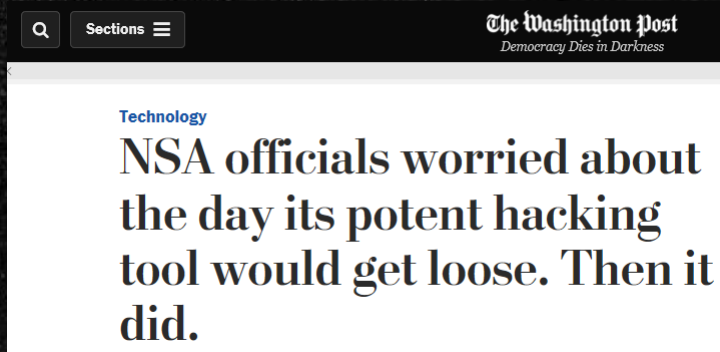 Sections
The Washington Post
Democracy Dies in Darkness
Technology
NSA officials worried about
the day its potent hacking
tool would get loose. Then it
did.